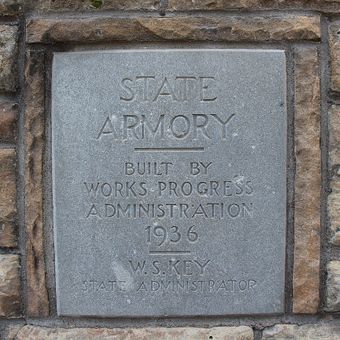 STATE
ARMORY
BUILT BY
WORKS PROGRESS
ADMINISTRATION
1936
W.S. KEY
STATE ADMINISTRATOR